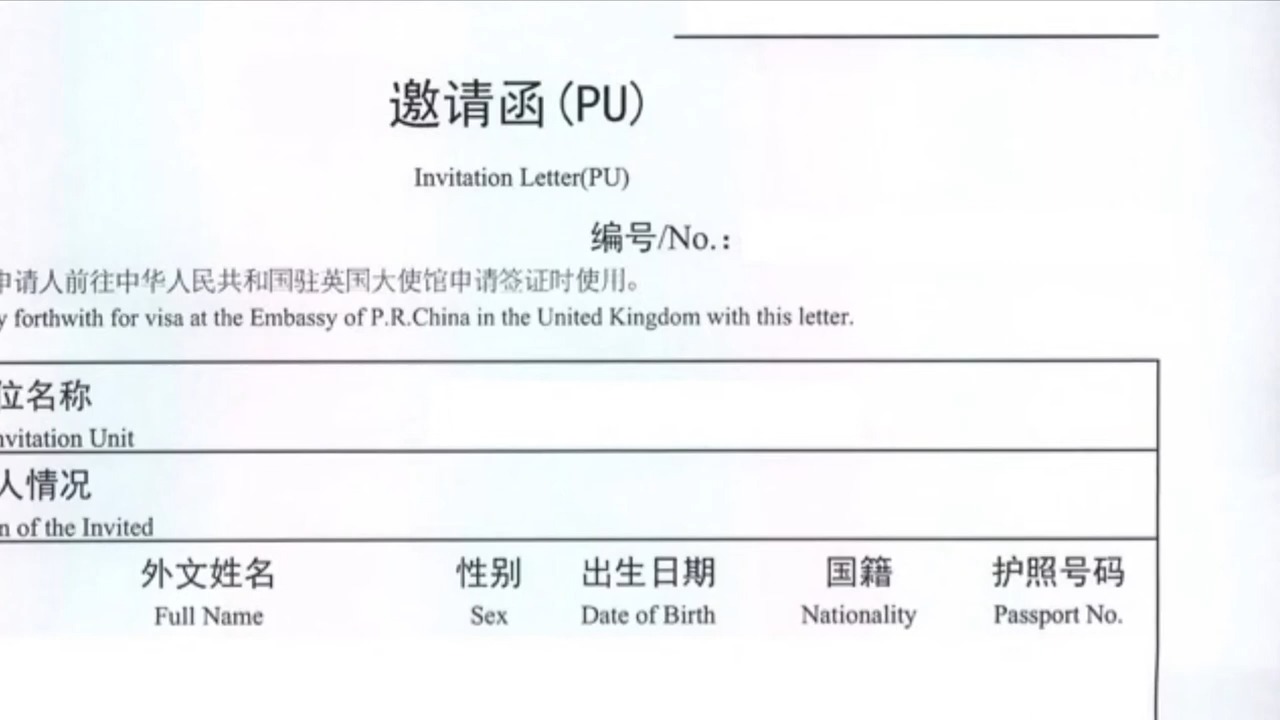 邀请函(PU)
Invitation Letter(PU)
编号/No.:
申请人前往中华人民共和国驻英国大使馆申请签证时使用。
y forthwith for visa at the Embassy of P.R.China in the United Kingdom with this letter.
位名称
nvitation Unit
人情况
n of the Invited
外文姓名 性别 出生日期 国籍 护照号码
Full Name Sex Date of Birth Nationality Passport No.